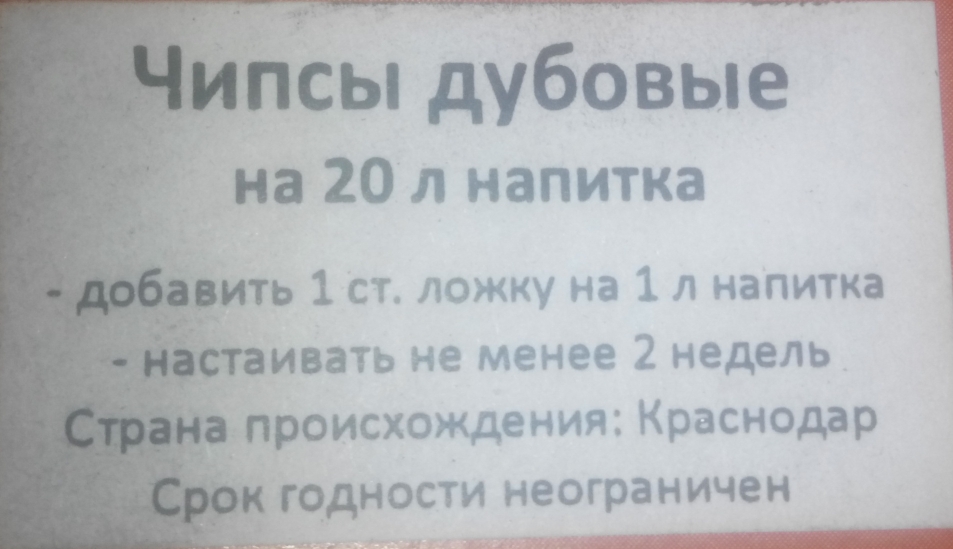 Чипсы дубовые
на 20 л напитка
- добавить 1 ст. ложку на 1 л напитка
- настаивать не менее 2 недель
Страна происхождения: Краснодар
Срок годности неограничен